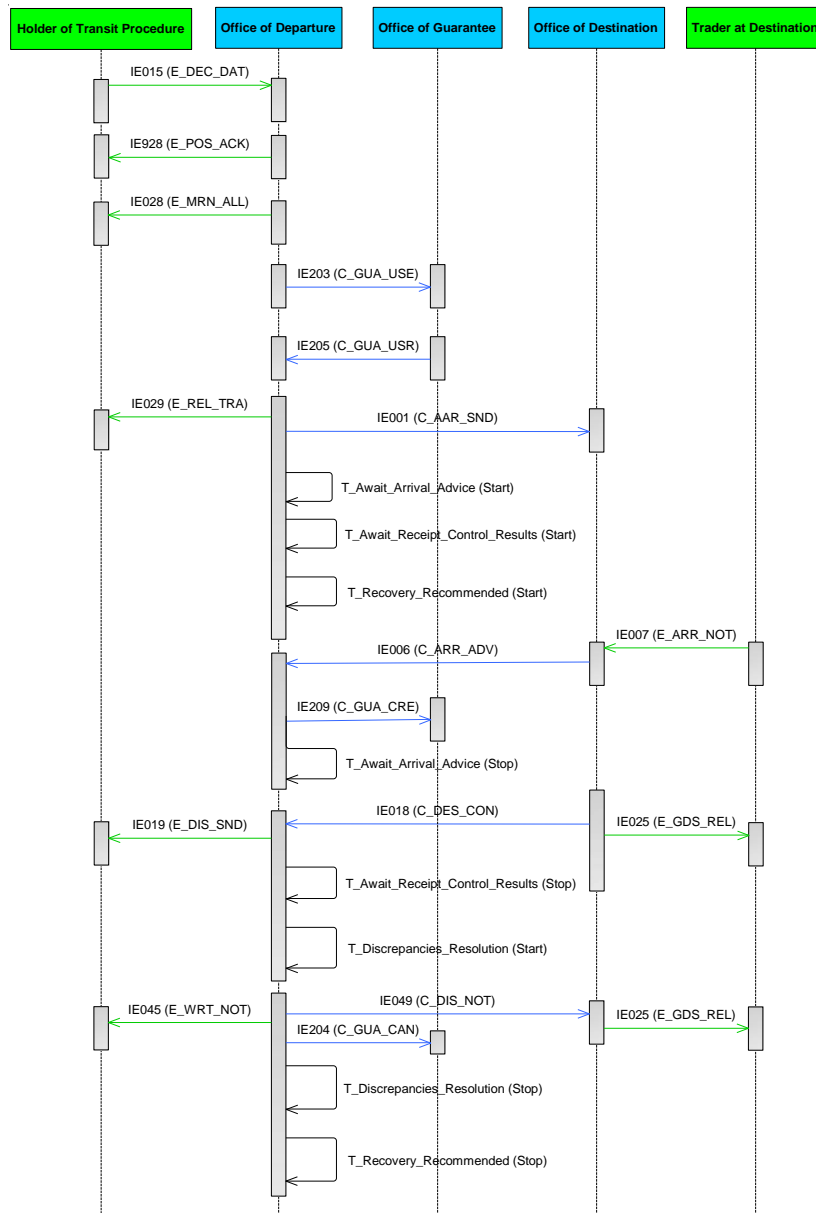 Holder of Transit Procedure
Office of Departure
Office of Guarantee
Office of Destination
Trader at Destination
IE015 (E_DEC_DAT)
IE928 (E_POS_ACK)
IE028 (E_MRN_ALL)
IE203 (C_GUA_USE)
IE205 (C_GUA_USR)
IE029 (E_REL_TRA)
IE001 (C_AAR_SND)
T_Await_Arrival_Advice (Start)
T_Await_Receipt_Control_Results (Start)
T_Recovery_Recommended (Start)
IE007 (E_ARR_NOT)
IE006 (C_ARR_ADV)
IE209 (C_GUA_CRE)
T_Await_Arrival_Advice (Stop)
IE018 (C_DES_CON)
IE025 (E_GDS_REL)
IE019 (E_DIS_SND)
T_Await_Receipt_Control_Results (Stop)
T_Discrepancies_Resolution (Start)
IE049 (C_DIS_NOT)
IE045 (E_WRT_NOT)
IE025 (E_GDS_REL)
IE204 (C_GUA_CAN)
T_Discrepancies_Resolution (Stop)
T_Recovery_Recommended (Stop)